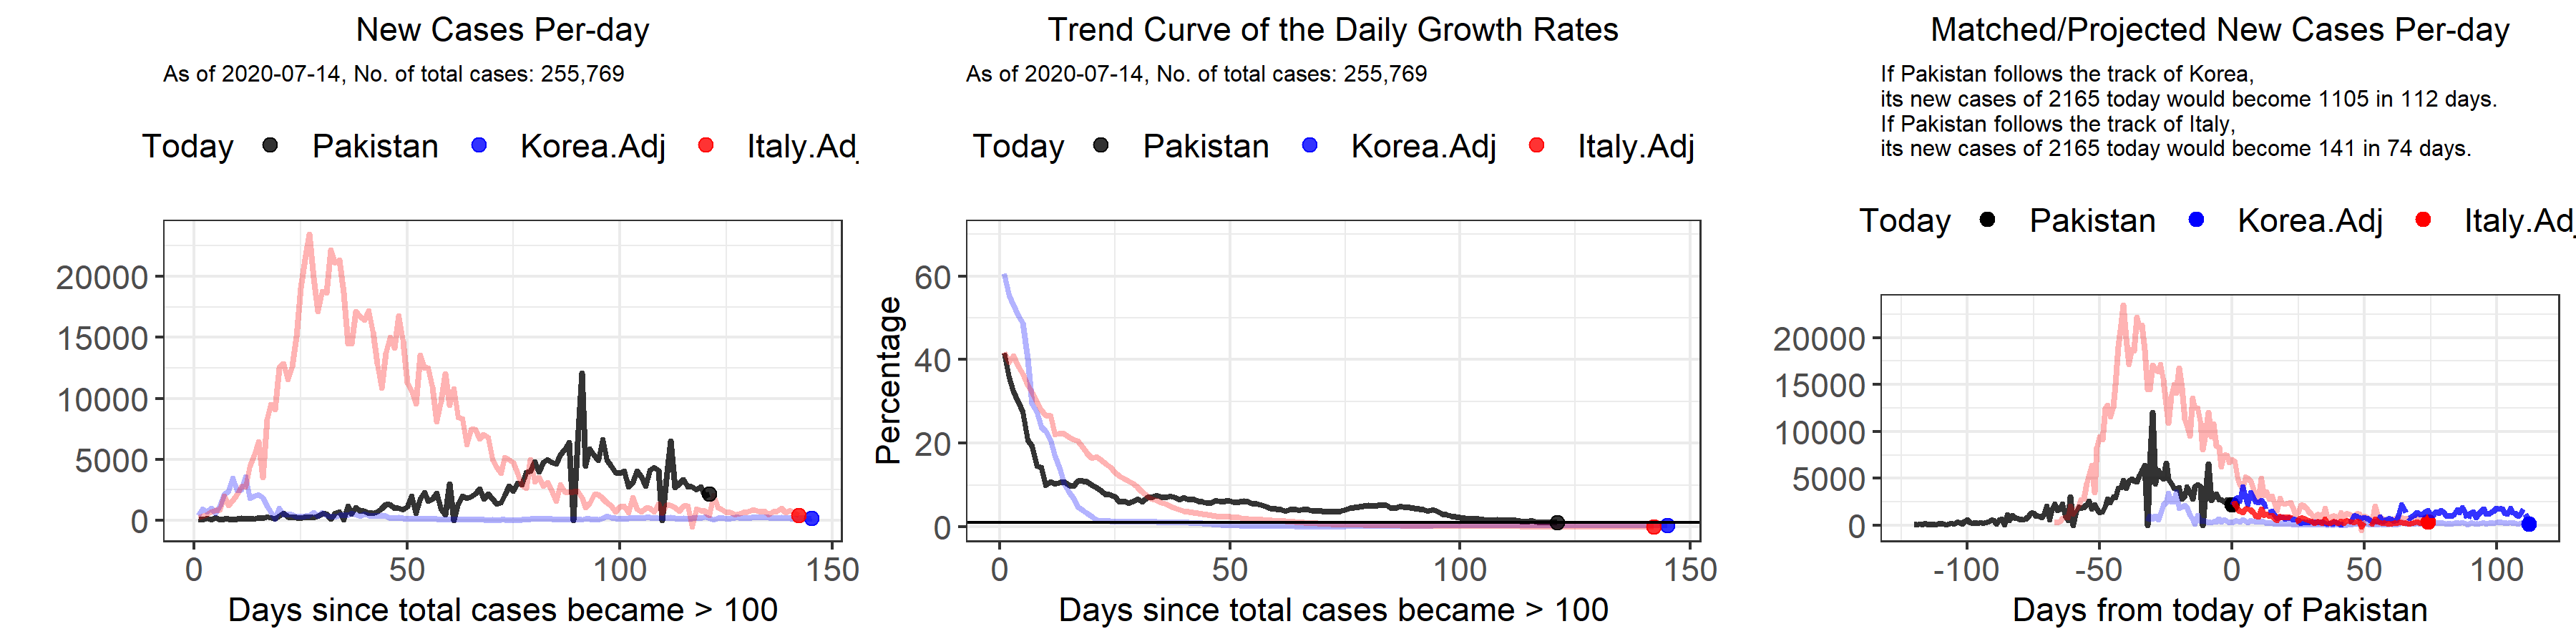 New Cases Per-day
As of 2020-07-14, No. of total cases: 255,769
Today Pakistan Korea.Adj Italy.Ad
20000
15000
10000
5000
0
0 50 100 150
Days since total cases became > 100
Trend Curve of the Daily Growth Rates
As of 2020-07-14, No. of total cases: 255,769
Today Pakistan Korea.Adj Italy.Adj
Percentage
60
40
20
0
0 50 100 150
Days since total cases became > 100
Matched/Projected New Cases Per-day
If Pakistan follows the track of Korea,
its new cases of 2165 today would become 1105 in 112 days.
If Pakistan follows the track of Italy,
its new cases of 2165 today would become 141 in 74 days.
Today Pakistan Korea.Adj Italy.Adj
20000
15000
10000
5000
0
-100 -50 0 50 100
Days from today of Pakistan